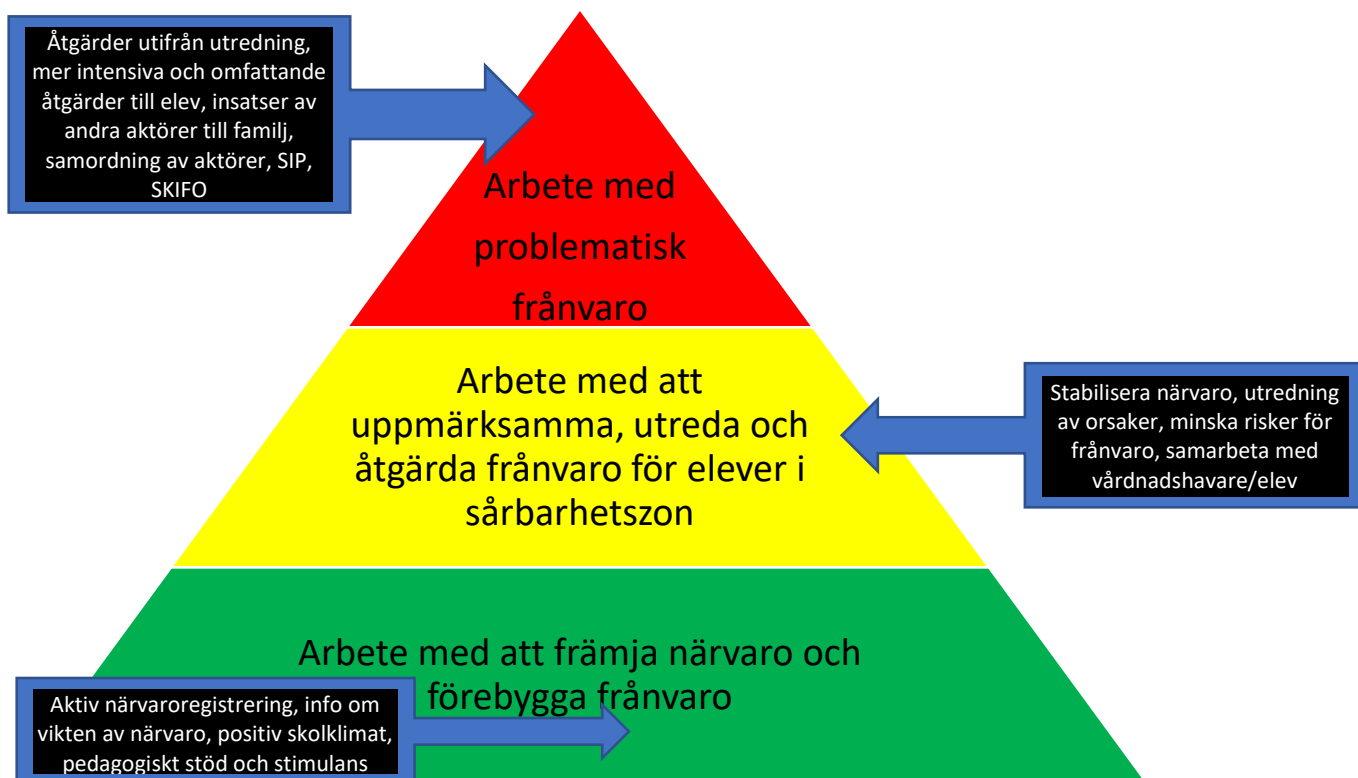 Åtgärder utifrån utredning,
mer intensiva och omfattande
åtgärder till elev, insatser av
andra aktörer till familj,
samordning av aktörer, SIP,
SKIFO
Arbete med
problematisk
frånvaro
Arbete med att
uppmärksamma, utreda och
åtgärda frånvaro för elever i
sårbarhetszon
Stabilisera närvaro, utredning
av orsaker, minska risker för
frånvaro, samarbeta med
vårdnadshavare/elev
Arbete med att främja närvaro och
förebygga frånvaro
Aktiv närvaroregistrering, info om
vikten av närvaro, positiv skolklimat,
pedagogiskt stöd och stimulans